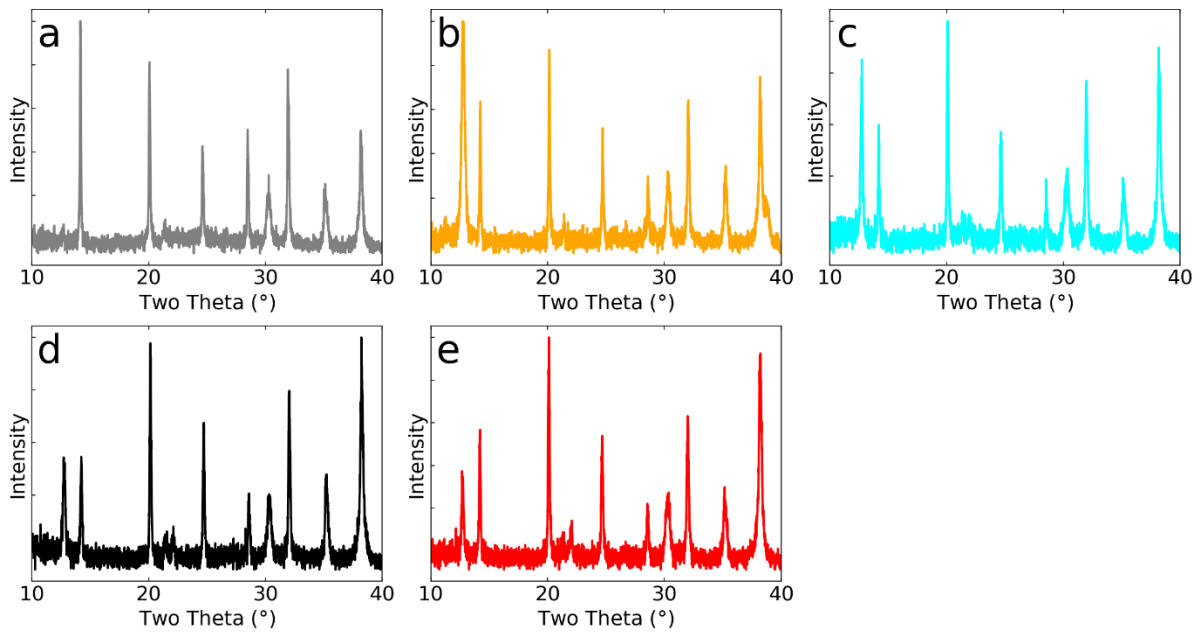 a
Intensity
10 20 30 40
Two Theta (°)
b
Intensity
10 20 30 40
Two Theta (°)
c
Intensity
10 20 30 40
Two Theta (°)
d
Intensity
10 20 30 40
Two Theta (°)
e
Intensity
10 20 30 40
Two Theta (°)